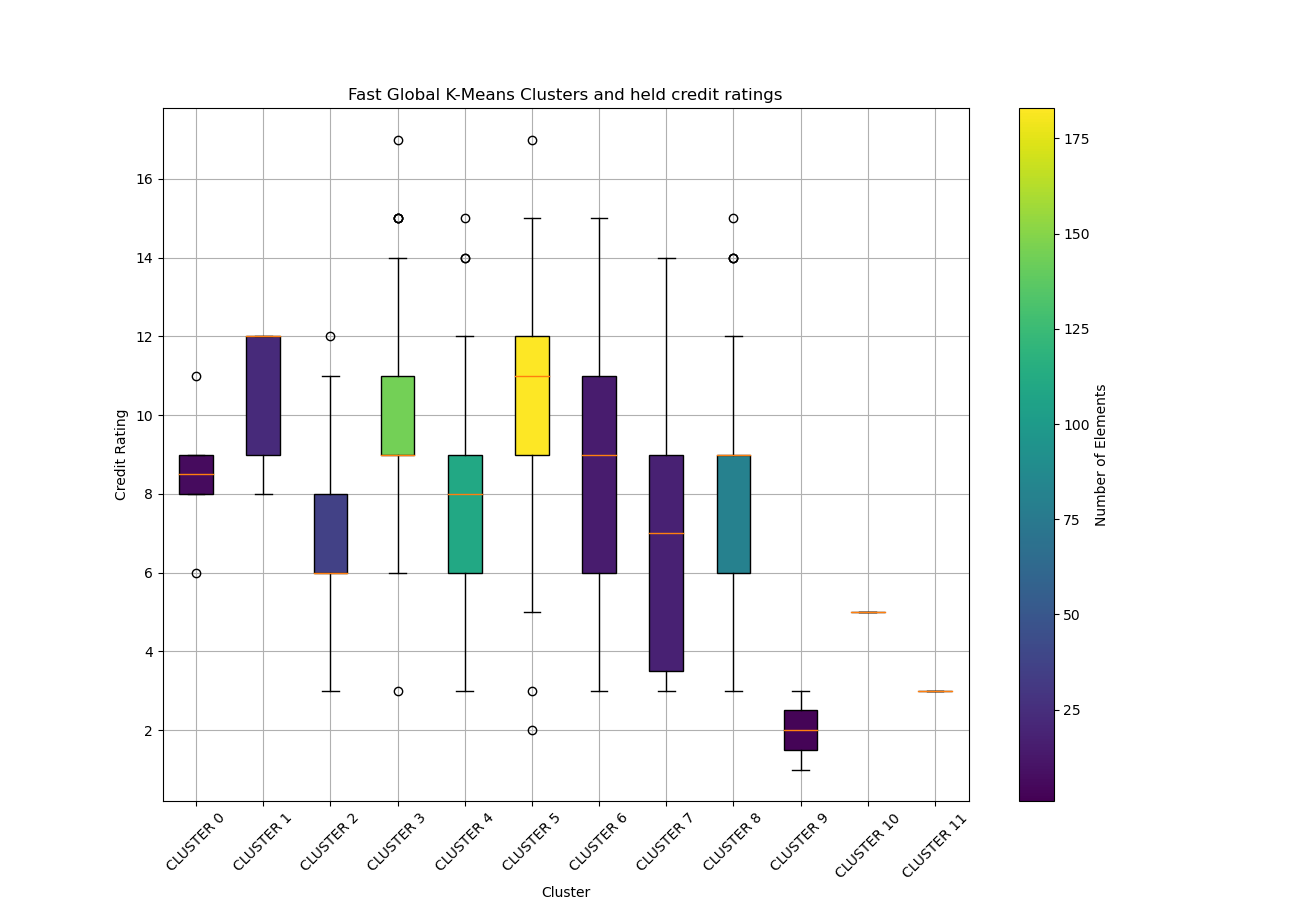 Fast Global K-Means Clusters and held credit ratings
16
14
12
10
8
6
4
2
Credit Rating
CLUSTER 0
CLUSTER 1
CLUSTER 2
CLUSTER 3
CLUSTER 4
CLUSTER 5
CLUSTER 6
CLUSTER 7
CLUSTER 8
CLUSTER 9
CLUSTER 10
CLUSTER 11
Cluster
175
150
125
100
75
50
25
Number of Elements